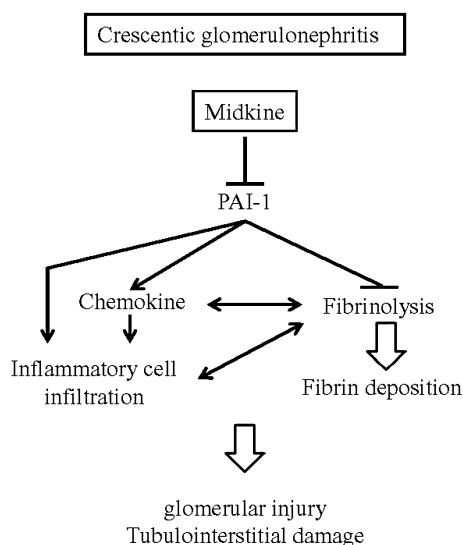 Crescentic glomerulonephritis
Midkine
PAI-1
Chemokine
Fibrinolysis
Inflammatory cell
infiltration
Fibrin deposition
glomerular injury
Tubulointerstitial damage